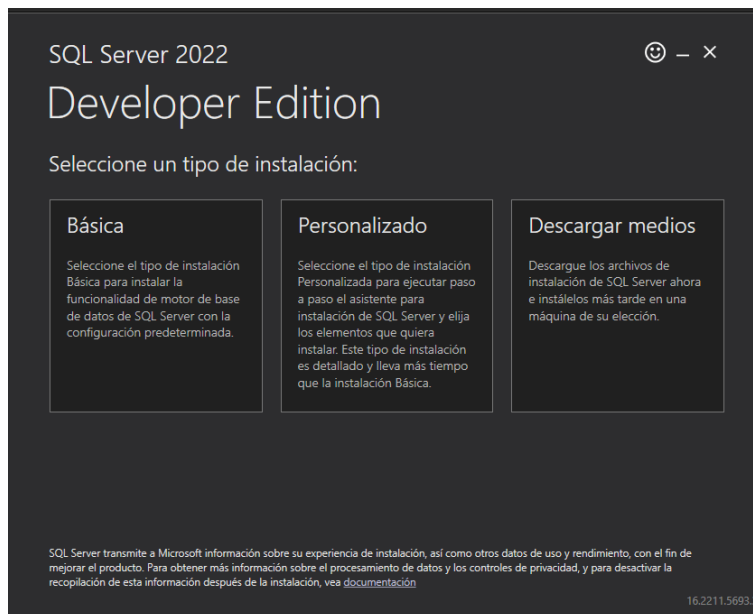 SQL Server 2022
Developer Edition
Seleccione un tipo de instalación:
Básica
Seleccione el tipo de instalación
Básica para instalar la
funcionalidad de motor de base
de datos de SQL Server con la
configuración predeterminada.
Personalizado
Seleccione el tipo de instalación
Personalizada para ejecutar paso
a paso el asistente para
instalación de SQL Server y elija
los elementos que quiera
instalar. Este tipo de instalación
es detallado y lleva más tiempo
que la instalación Básica.
Descargar medios
Descargue los archivos de
instalación de SQL Server ahora
e instálelos más tarde en una
máquina de su elección.
SQL Server transmite a Microsoft información sobre su experiencia de instalación, así como otros datos de uso y rendimiento, con el fin de
mejorar el producto. Para obtener más información sobre el procesamiento de datos y los controles de privacidad, y para desactivar la
recopilación de esta información después de la instalación, vea documentación
16.2211.5693.